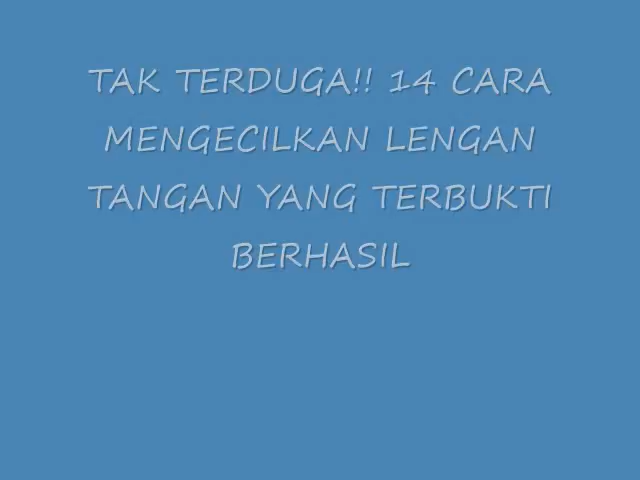 TAK TERDUGA!! 14 CARA
MENGECILKAN LENGAN
TANGAN YANG TERBUKTI
BERHASIL